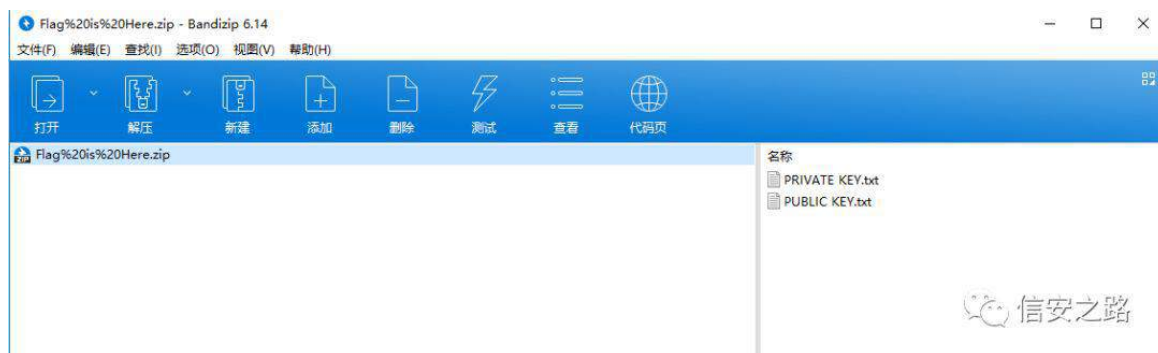 Flag%20is%20Here.zip - Bandizip 6.14
文件(F) 编辑(E) 查找(I) 选项(O) 视图(V) 帮助(H)
打开 解压 新建 添加 删除 测试 查看 代码页
Flag%20is%20Here.zip
名称
PRIVATE KEY.txt
PUBLIC KEY.txt
信安之路